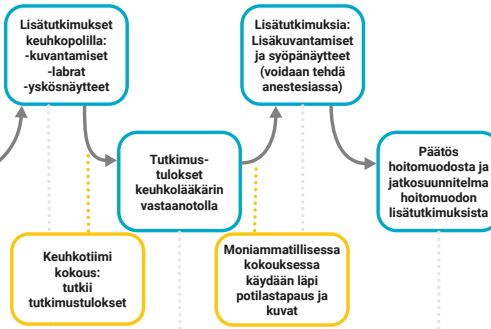 Lisätutkimukset
keuhkopolilla:
-kuvantamiset
-labrat
-yskösnäytteet
Lisätutkimuksia:
Lisäkuvantamiset
ja syöpänäytteet
(voidaan tehdä
anestesiassa)
Tutkimus-
tulokset
keuhkolääkärin
vastaanotolla
Päätös
hoitomuodosta ja
jatkosuunnitelma
hoitomuodon
lisätutkimuksista
Keuhkotiimi
kokous:
tutkii
tutkimustulokset
Moniammatillisessa
kokouksessa
käydään läpi
potilastapaus ja
kuvat